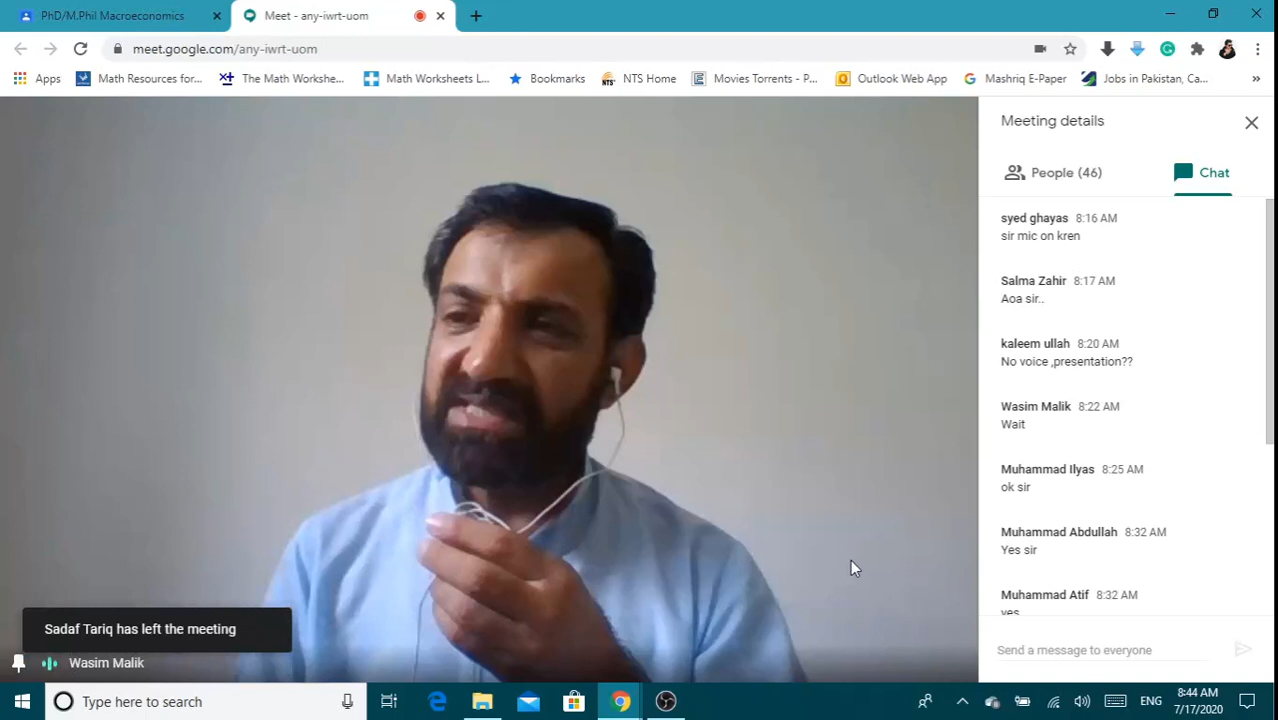 PhD/M.Phil Macroeconomics
Meet - any-iwrt-uom
meet.google.com/any-iwrt-uom
Apps
Math Resources for...
The Math Workshe...
Math Worksheets L...
Bookmarks
NTS Home
Movies Torrents - P...
Outlook Web App
Mashriq E-Paper
Jobs in Pakistan, Ca...
»
Meeting details
People (46)
Chat
syed ghayas 8:16 AM
sir mic on kren
Salma Zahir 8:17 AM
Aoa sir..
kaleem ullah 8:20 AM
No voice ,presentation??
Wasim Malik 8:22 AM
Wait
Muhammad Ilyas 8:25 AM
ok sir
Muhammad Abdullah 8:32 AM
Yes sir
Muhammad Atif 8:32 AM
yes
Send a message to everyone
Sadaf Tariq has left the meeting
Wasim Malik
Type here to search
ENG
8:44 AM
7/17/2020